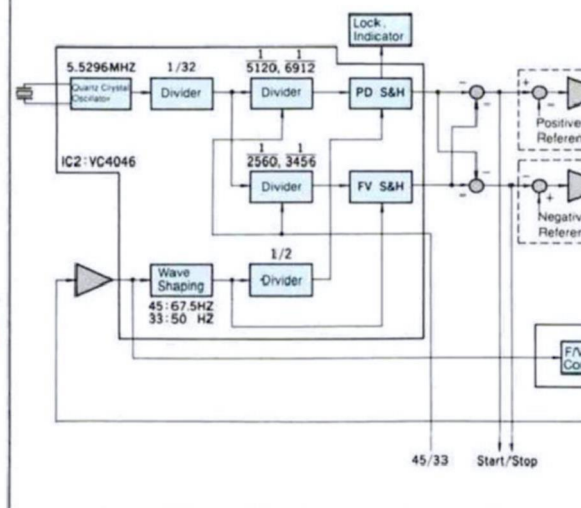 Lock.
Indicator
5.5296MHZ
1/32
1/5120, 1/6912
Quartz Crystal
Oscillator
Divider
Divider
PD S&H
Positive
Referen
IC2:VC4046
1/2560, 1/3456
Divider
FV S&H
Negativ
Referen
1/2
Wave
Shaping
Divider
45:67.5HZ
33:50 HZ
F/V
Co
45/33
Start/Stop